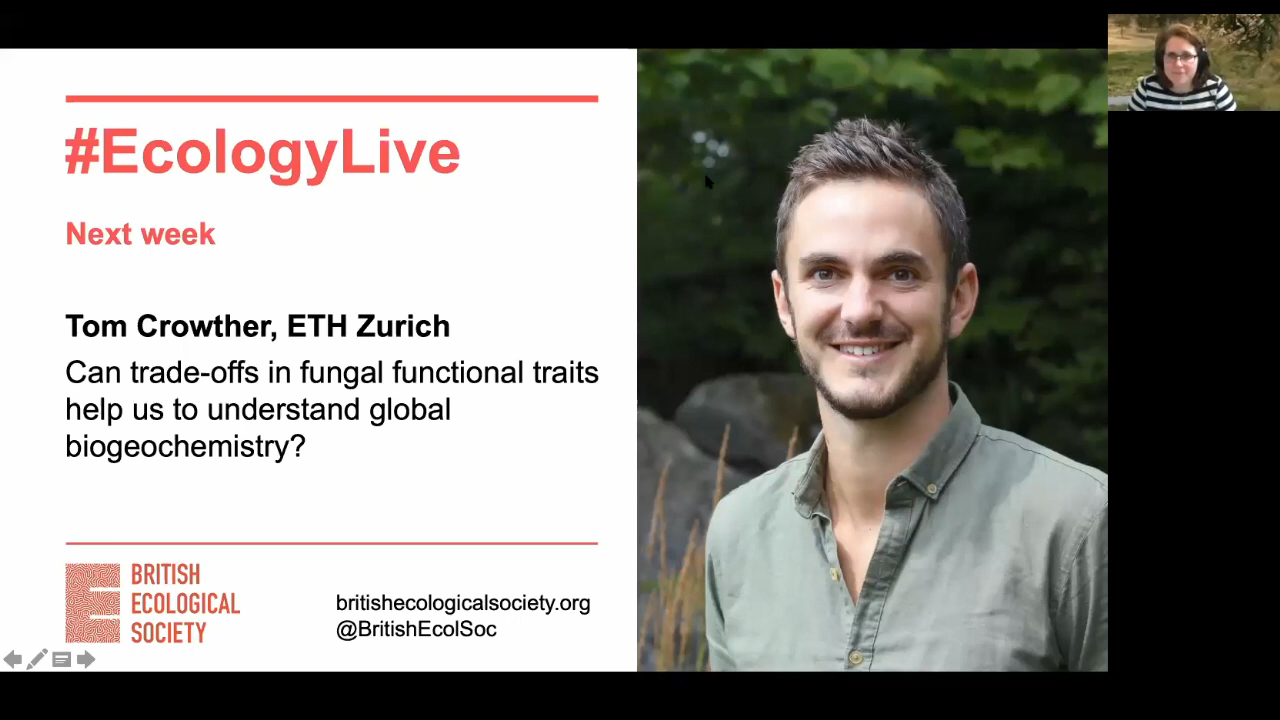 #EcologyLive
Next week
Tom Crowther, ETH Zurich
Can trade-offs in fungal functional traits
help us to understand global
biogeochemistry?
BRITISH
ECOLOGICAL
SOCIETY
britishecologicalsociety.org
@BritishEcolSoc